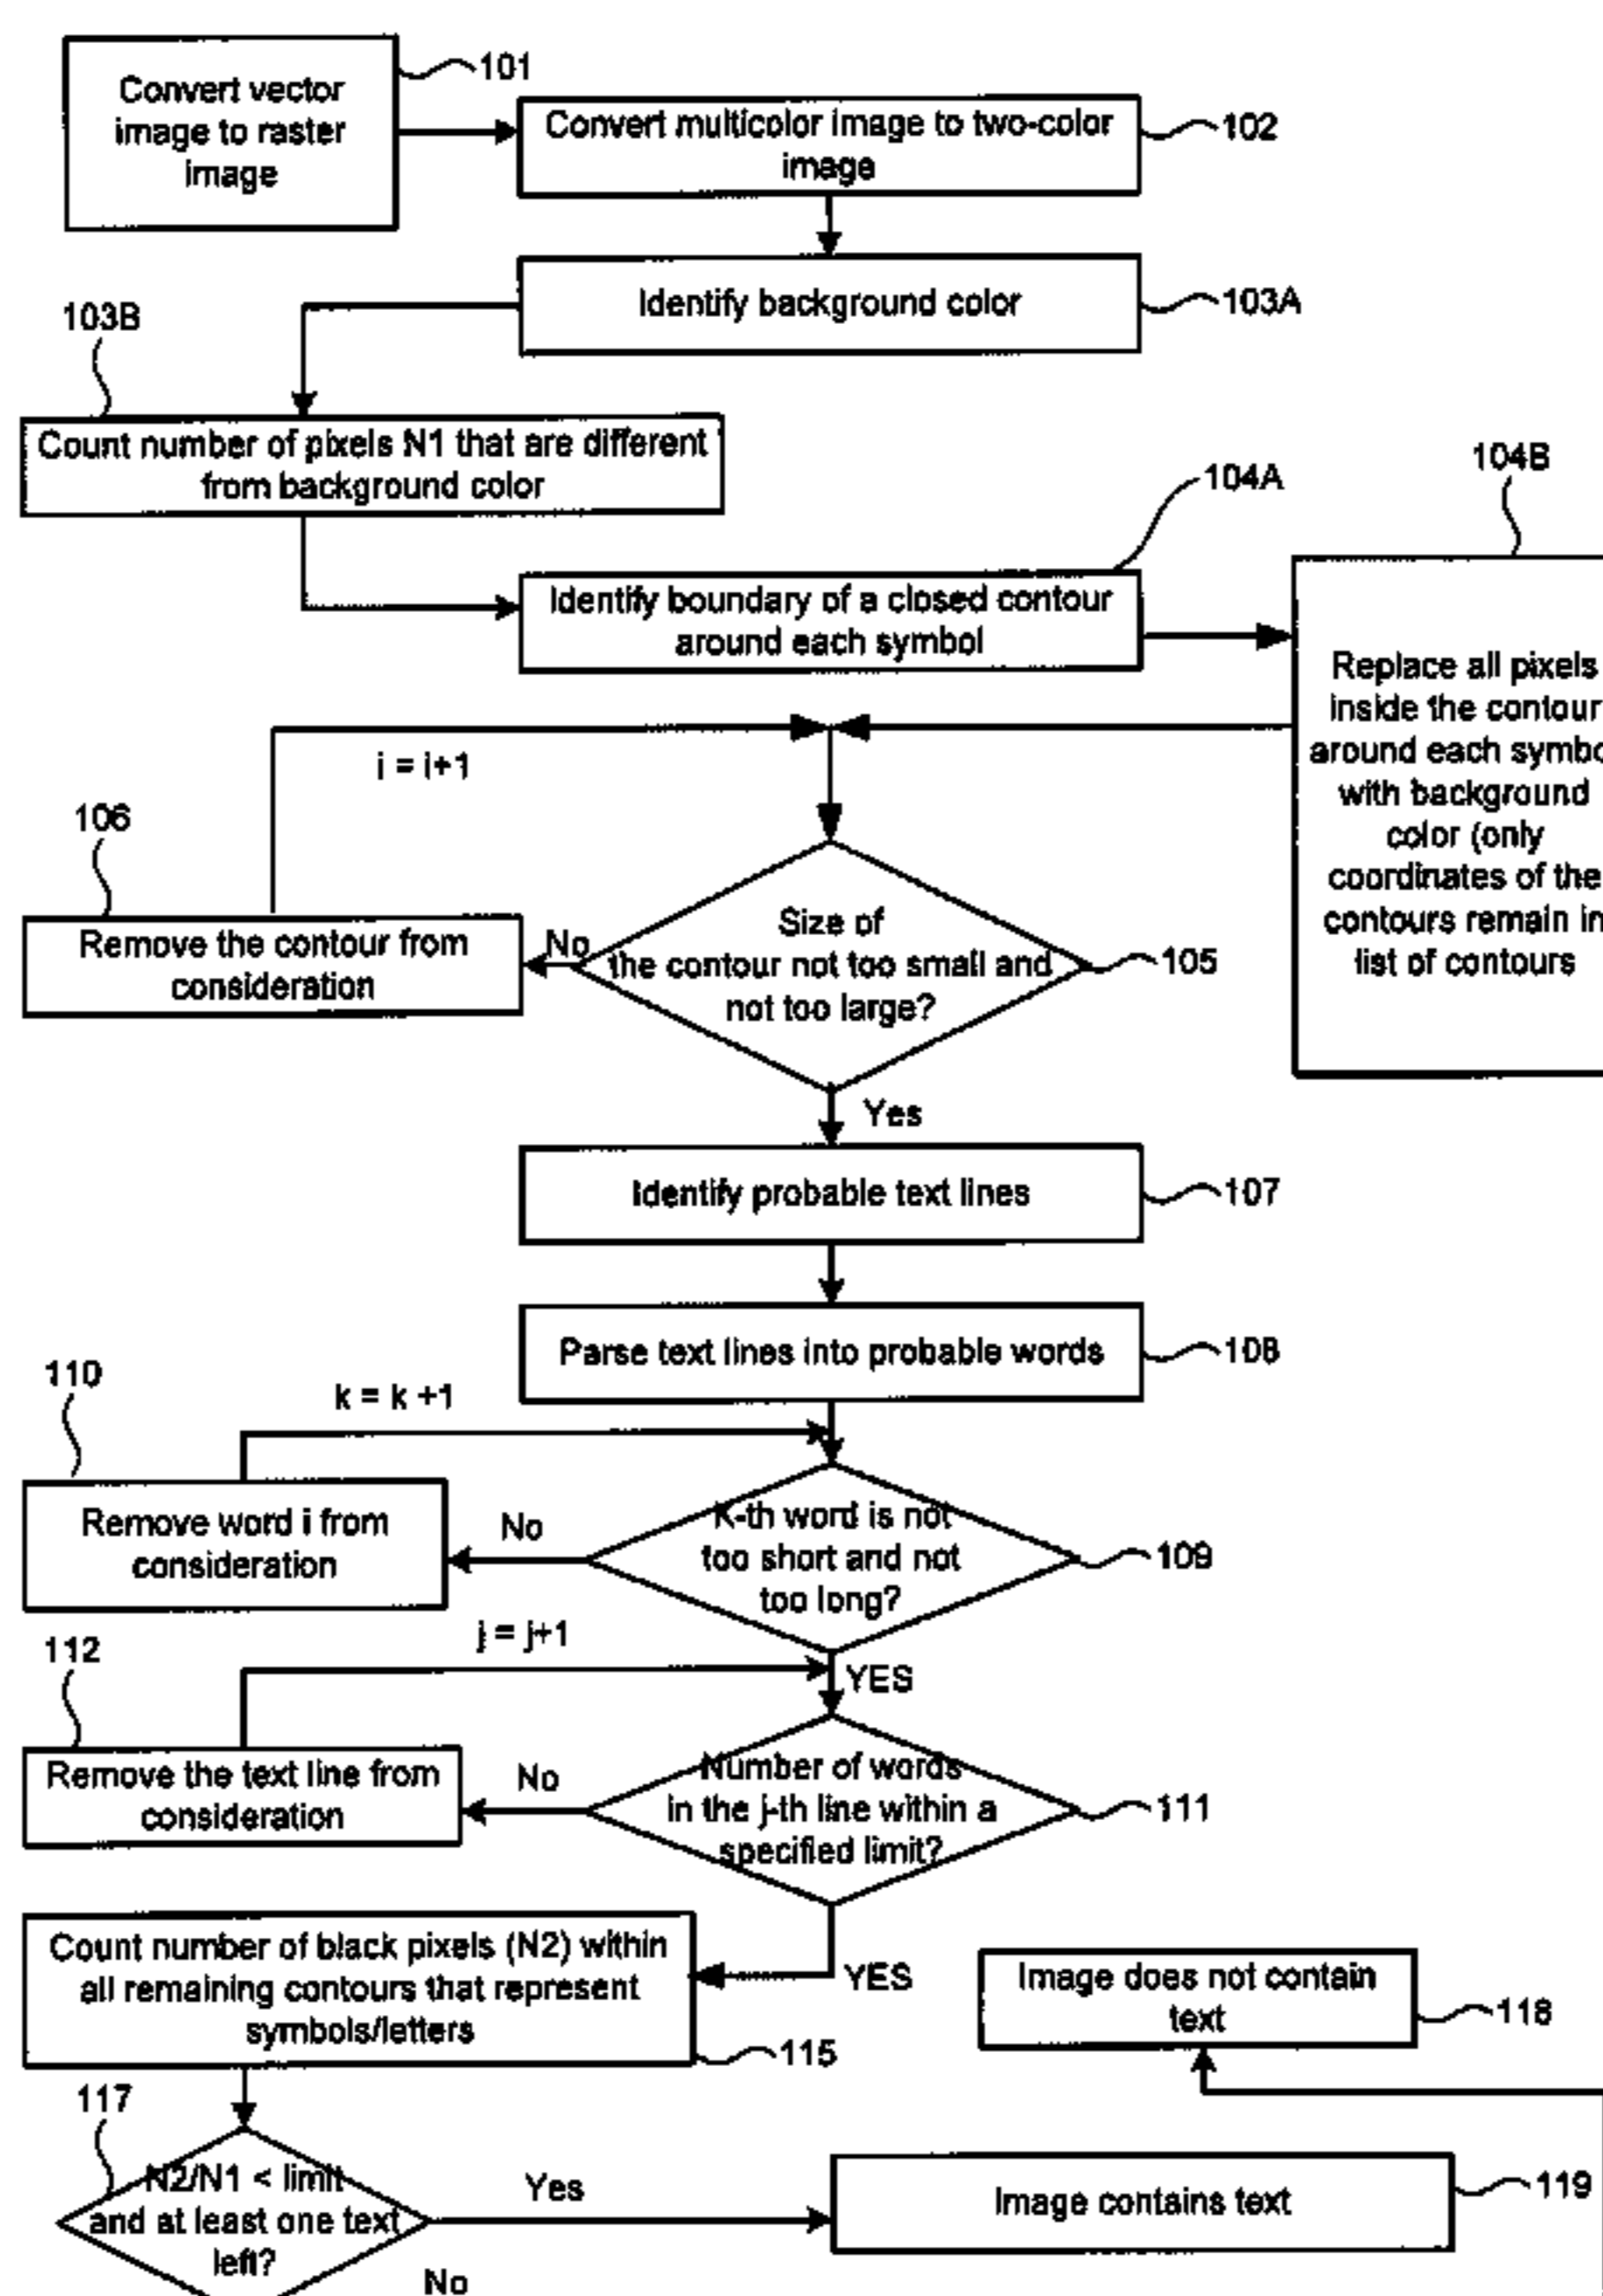 Convert vector
image to raster
image
101
Convert multicolor image to two-color
image
102
Identify background color
103A
103B
Count number of pixels N1 that are different
from background color
104A
104B
Identify boundary of a closed contour
around each symbol
Replace all pixels
inside the contour
around each
with background
color (only
coordinates of the
contours remain in
list of contours
i = i+1
106
Remove the contour from
consideration
No
Size of
the contour not too small and
not too large?
105
Yes
Identify probable text lines
107
Parse text lines into probable words
108
110
k = k +1
Remove word i from
consideration
No
K-th word is not
too short and not
too long?
109
112
j = j+1
YES
Remove the text line from
consideration
No
Number of words
in the j-th line within a
specified limit?
111
Count number of black pixels (N2) within
all remaining contours that represent
symbols/letters
YES
115
Image does not contain
text
118
117
N2/N1 < limit
and at least one text
left?
Yes
Image contains text
119
No